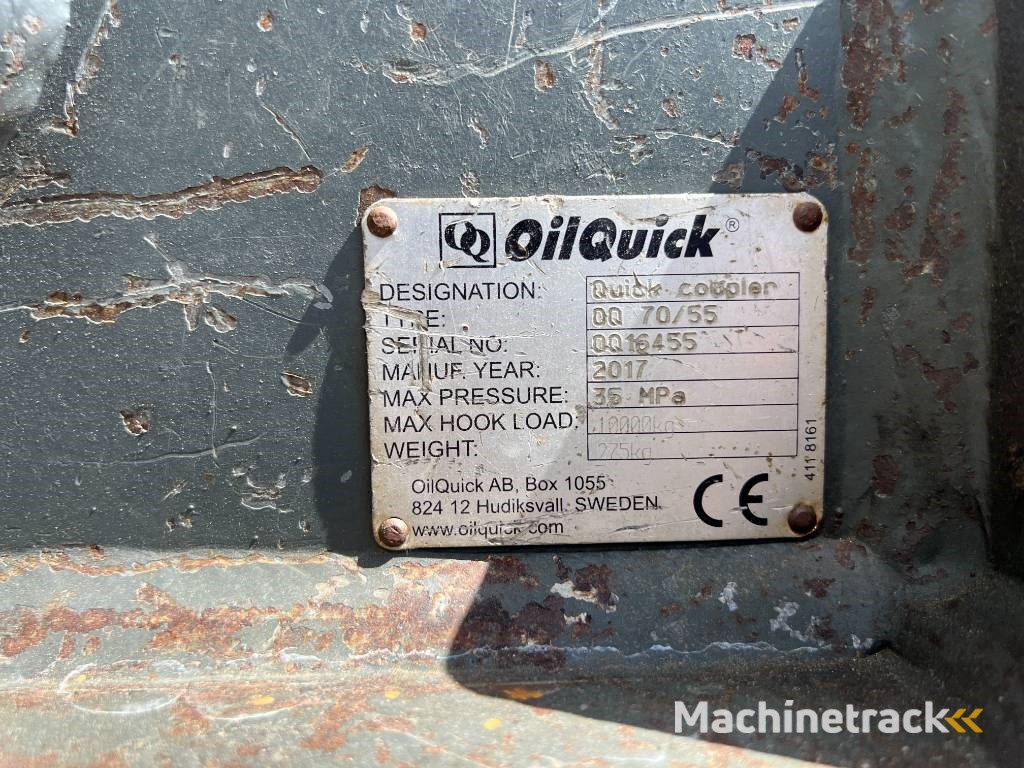 OQ OilQuick®
DESIGNATION: Quick coupler
TYPE: OQ 70/55
SERIAL NO: OQ16455
MANUF. YEAR: 2017
MAX PRESSURE: 35 MPa
MAX HOOK LOAD: 10000kg
WEIGHT: 275kg
411 8161
OilQuick AB, Box 1055
824 12 Hudiksvall. SWEDEN.
www.oilquick.com
CE
Machinetrack